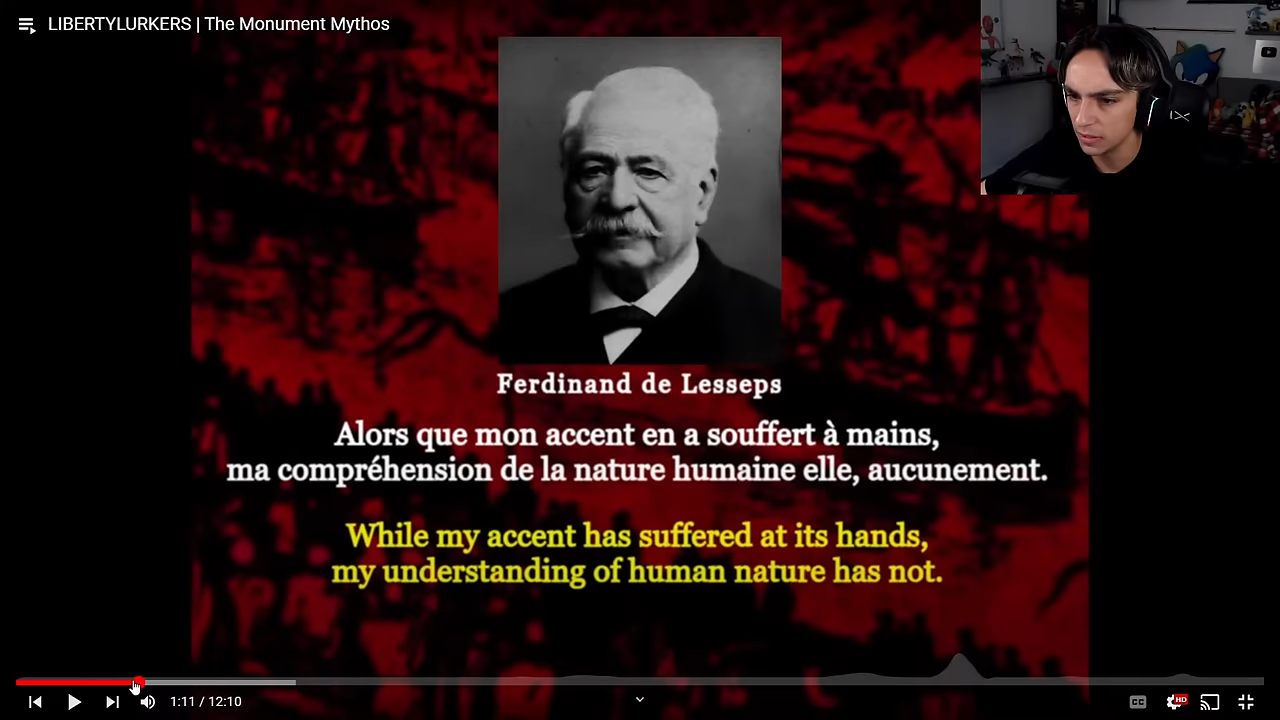 LIBERTYLURKERS | The Monument Mythos
Ferdinand de Lesseps
Alors que mon accent en a souffert à mains,
ma compréhension de la nature humaine elle, aucunement.
While my accent has suffered at its hands,
my understanding of human nature has not.
1:11 / 12:10
CC
HD